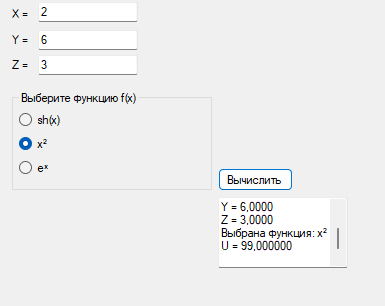 X = 2
Y = 6
Z = 3
Выберите функцию f(x)
sh(x)
x²
eˣ
Вычислить
Y = 6,0000
Z = 3,0000
Выбрана функция: x²
U = 99,000000